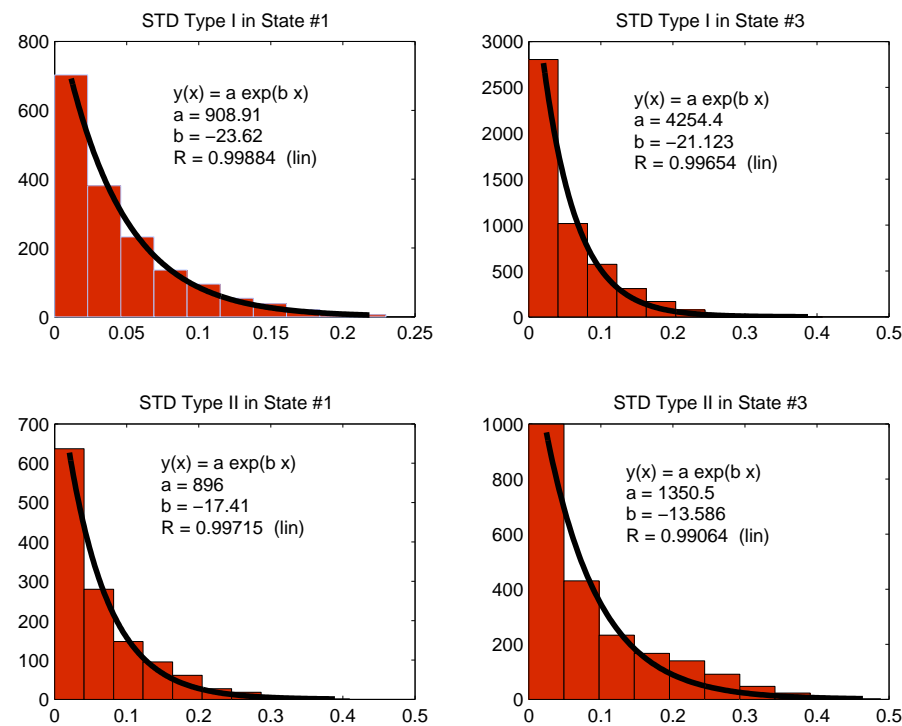 STD Type I in State #1
800
600
400
200
0
y(x) = a exp(b x)
a = 908.91
b = −23.62
R = 0.99884 (lin)
0 0.05 0.1 0.15 0.2 0.25
STD Type I in State #3
3000
2500
2000
1500
1000
500
0
y(x) = a exp(b x)
a = 4254.4
b = −21.123
R = 0.99654 (lin)
0 0.1 0.2 0.3 0.4 0.5
STD Type II in State #1
700
600
500
400
300
200
100
0
y(x) = a exp(b x)
a = 896
b = −17.41
R = 0.99715 (lin)
0 0.1 0.2 0.3 0.4 0.5
STD Type II in State #3
1000
800
600
400
200
0
y(x) = a exp(b x)
a = 1350.5
b = −13.586
R = 0.99064 (lin)
0 0.1 0.2 0.3 0.4 0.5